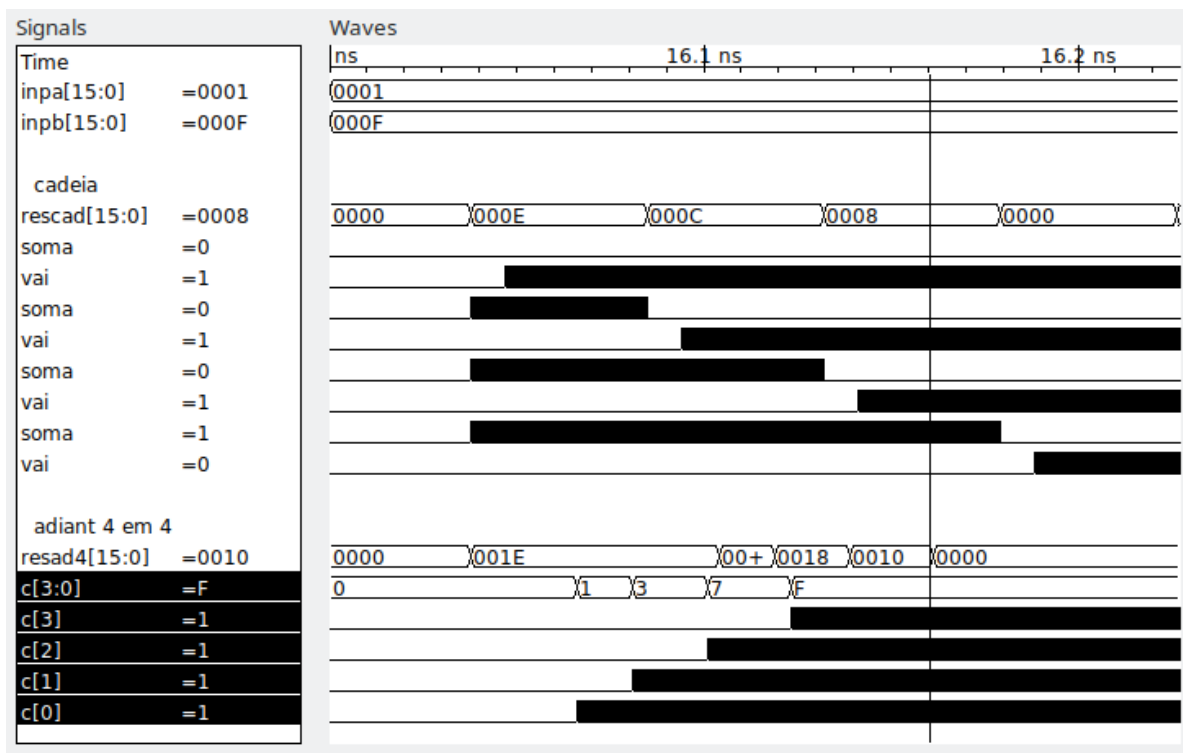 Signals Waves
Time ns 16.1 ns 16.2 ns
inpa[15:0] =0001 0001
inpb[15:0] =000F 000F
cadeia
rescad[15:0] =0008 0000 000E 000C 0008 0000
soma =0
vai =1
soma =0
vai =1
soma =0
vai =1
soma =1
vai =0
adiant 4 em 4
resad4[15:0] =0010 0000 001E 00+ 0018 0010 0000
c[3:0] =F 0 1 3 7 F
c[3] =1
c[2] =1
c[1] =1
c[0] =1